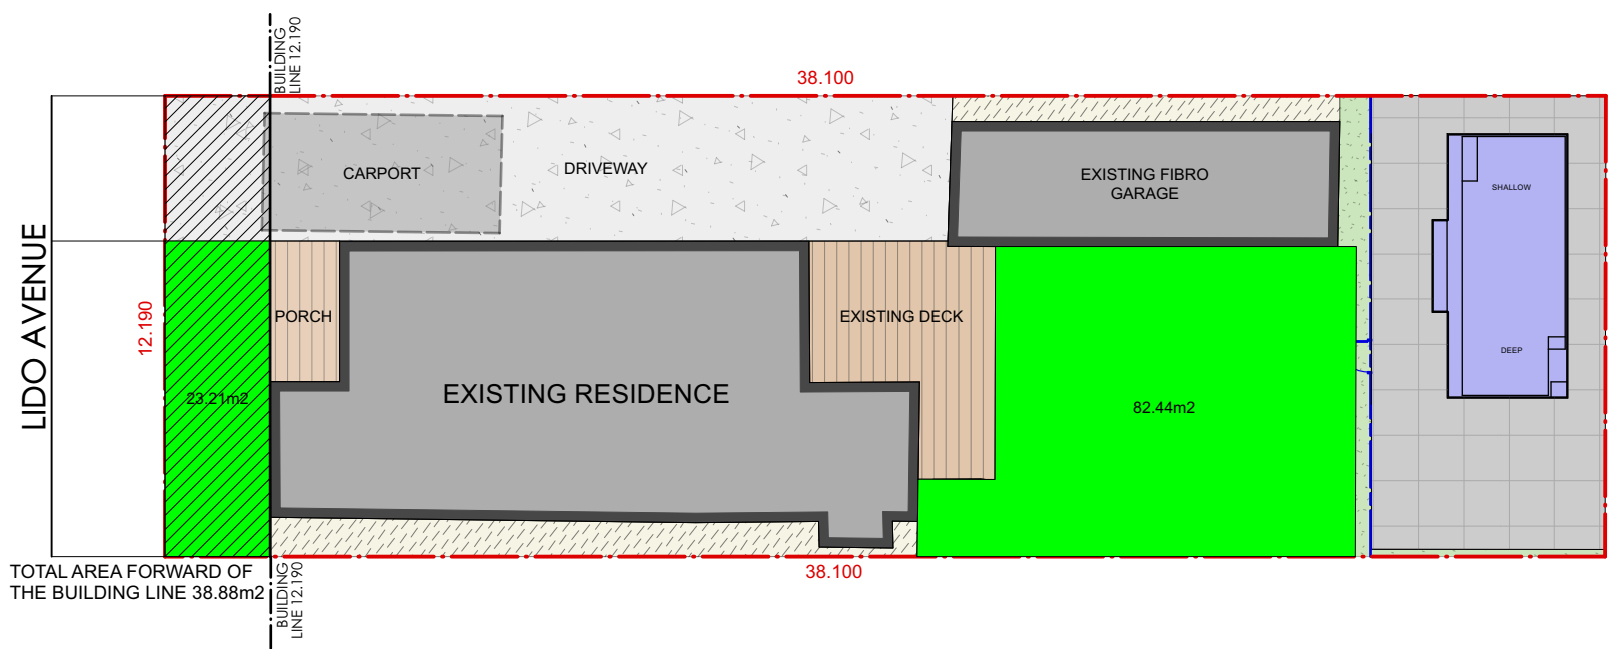 BUILDING
LINE 12.190
38.100
CARPORT
DRIVEWAY
EXISTING FIBRO
GARAGE
SHALLOW
LIDO AVENUE
12.190
PORCH
EXISTING DECK
DEEP
EXISTING RESIDENCE
23.21m2
82.44m2
TOTAL AREA FORWARD OF
THE BUILDING LINE 38.88m2
BUILDING
LINE 12.190
38.100